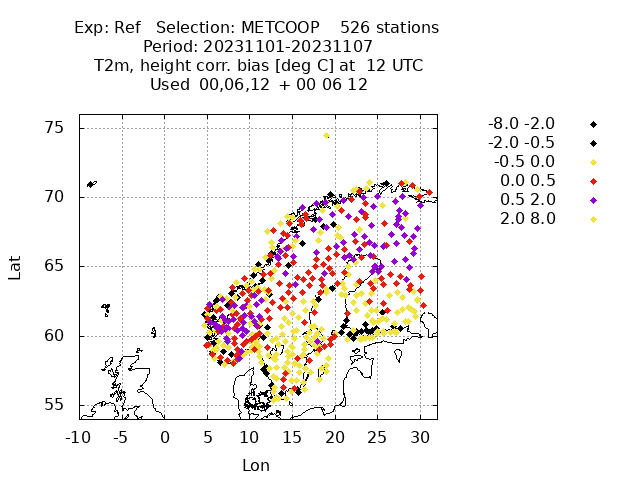 Exp: Ref   Selection: METCOOP    526 stations
Period: 20231101-20231107
T2m, height corr. bias [deg C] at  12 UTC
Used  00,06,12  + 00 06 12
-8.0 -2.0
-2.0 -0.5
-0.5 0.0
0.0 0.5
0.5 2.0
2.0 8.0
75
70
65
60
55
Lat
-10 -5 0 5 10 15 20 25 30
Lon